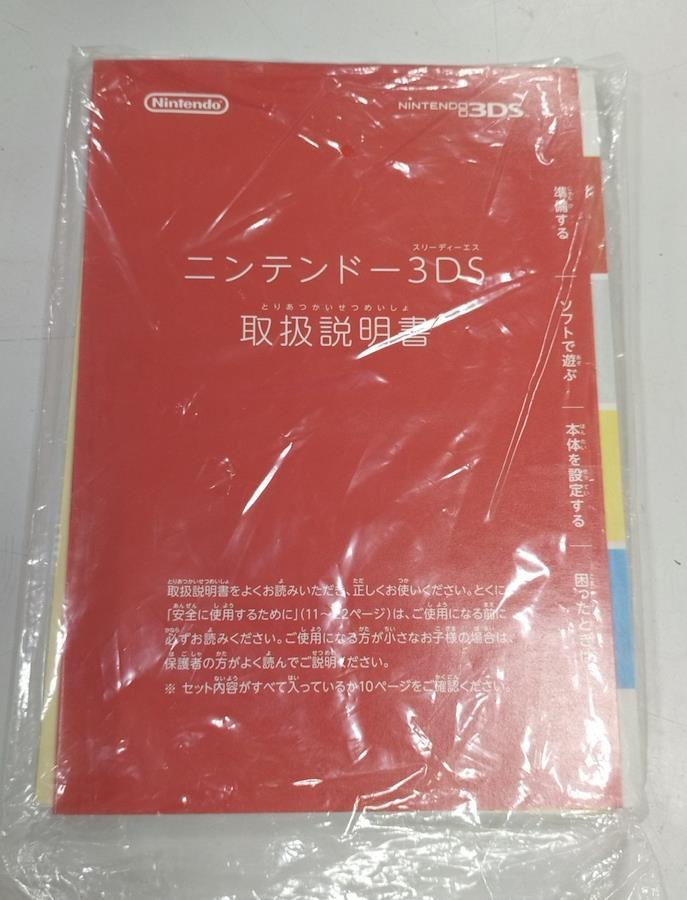 Nintendo
NINTENDO 3DS
スリーディーエス
ニンテンドー3DS
とりあつかいせつめいしょ
取扱説明書
準備する
ソフトで遊ぶ
本体を設定する
困ったときは
取扱説明書をよくお読みいただき、正しくお使いください。とくに
「安全に使用するために」(11~22ページ)は、ご使用になる前に
必ずお読みください。ご使用になる方が小さなお子様の場合は、
保護者の方がよく読んでご説明ください。
※ セット内容がすべて入っているか10ページをご確認ください。